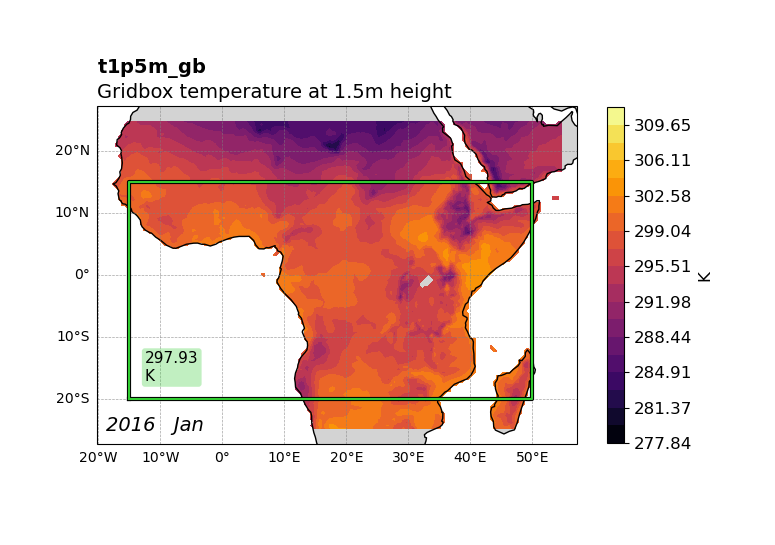 t1p5m_gb
Gridbox temperature at 1.5m height
20°N
10°N
0°
10°S
20°S
297.93
K
2016 Jan
20°W 10°W 0° 10°E 20°E 30°E 40°E 50°E
309.65
306.11
302.58
299.04
295.51
291.98
288.44
284.91
281.37
277.84
K